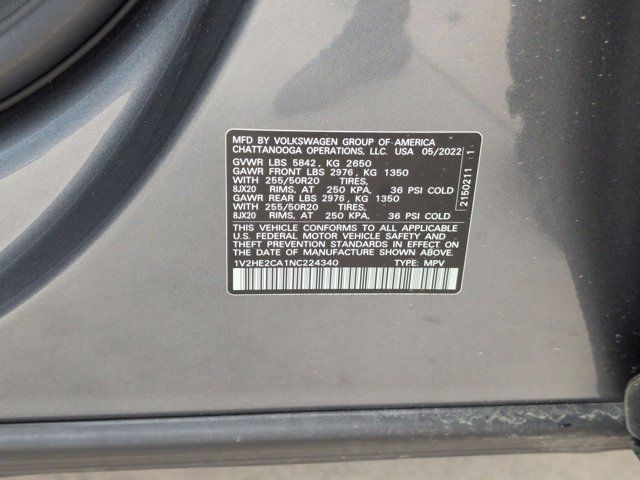 MFD BY VOLKSWAGEN GROUP OF AMERICA
CHATTANOOGA OPERATIONS, LLC. USA 05/2022
GVWR LBS 5842, KG 2650
GAWR FRONT LBS 2976, KG 1350
WITH 255/50R20 TIRES,
8JX20 RIMS, AT 250 KPA, 36 PSI COLD
GAWR REAR LBS 2976, KG 1350
WITH 255/50R20 TIRES,
8JX20 RIMS, AT 250 KPA, 36 PSI COLD
THIS VEHICLE CONFORMS TO ALL APPLICABLE
U.S. FEDERAL MOTOR VEHICLE SAFETY AND
THEFT PREVENTION STANDARDS IN EFFECT ON
THE DATE OF MANUFACTURE SHOWN ABOVE.
1V2HE2CA1NC224340 TYPE: MPV
2150211 1